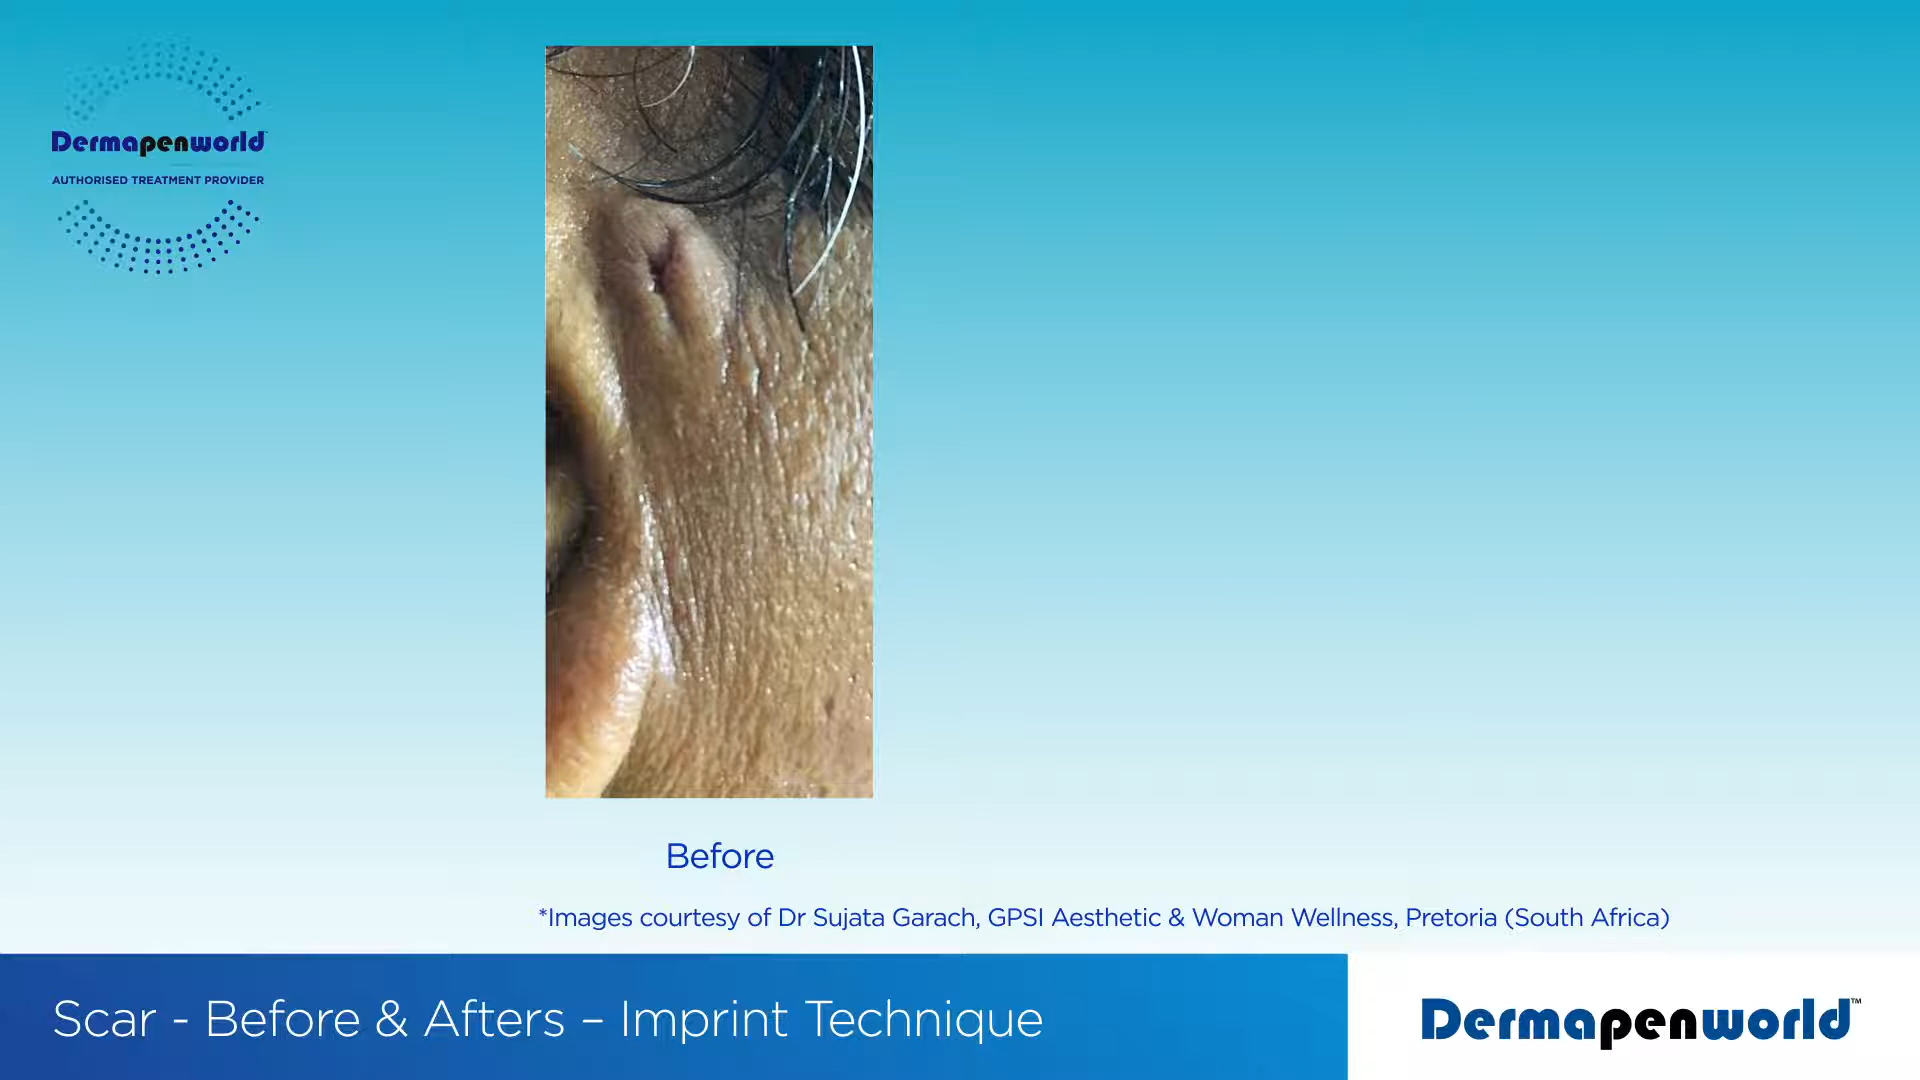 Dermapenworld
AUTHORISED TREATMENT PROVIDER
Before
*Images courtesy of Dr Sujata Garach, GPSI Aesthetic & Woman Wellness, Pretoria (South Africa)
Scar - Before & Afters – Imprint Technique
Dermapenworld™